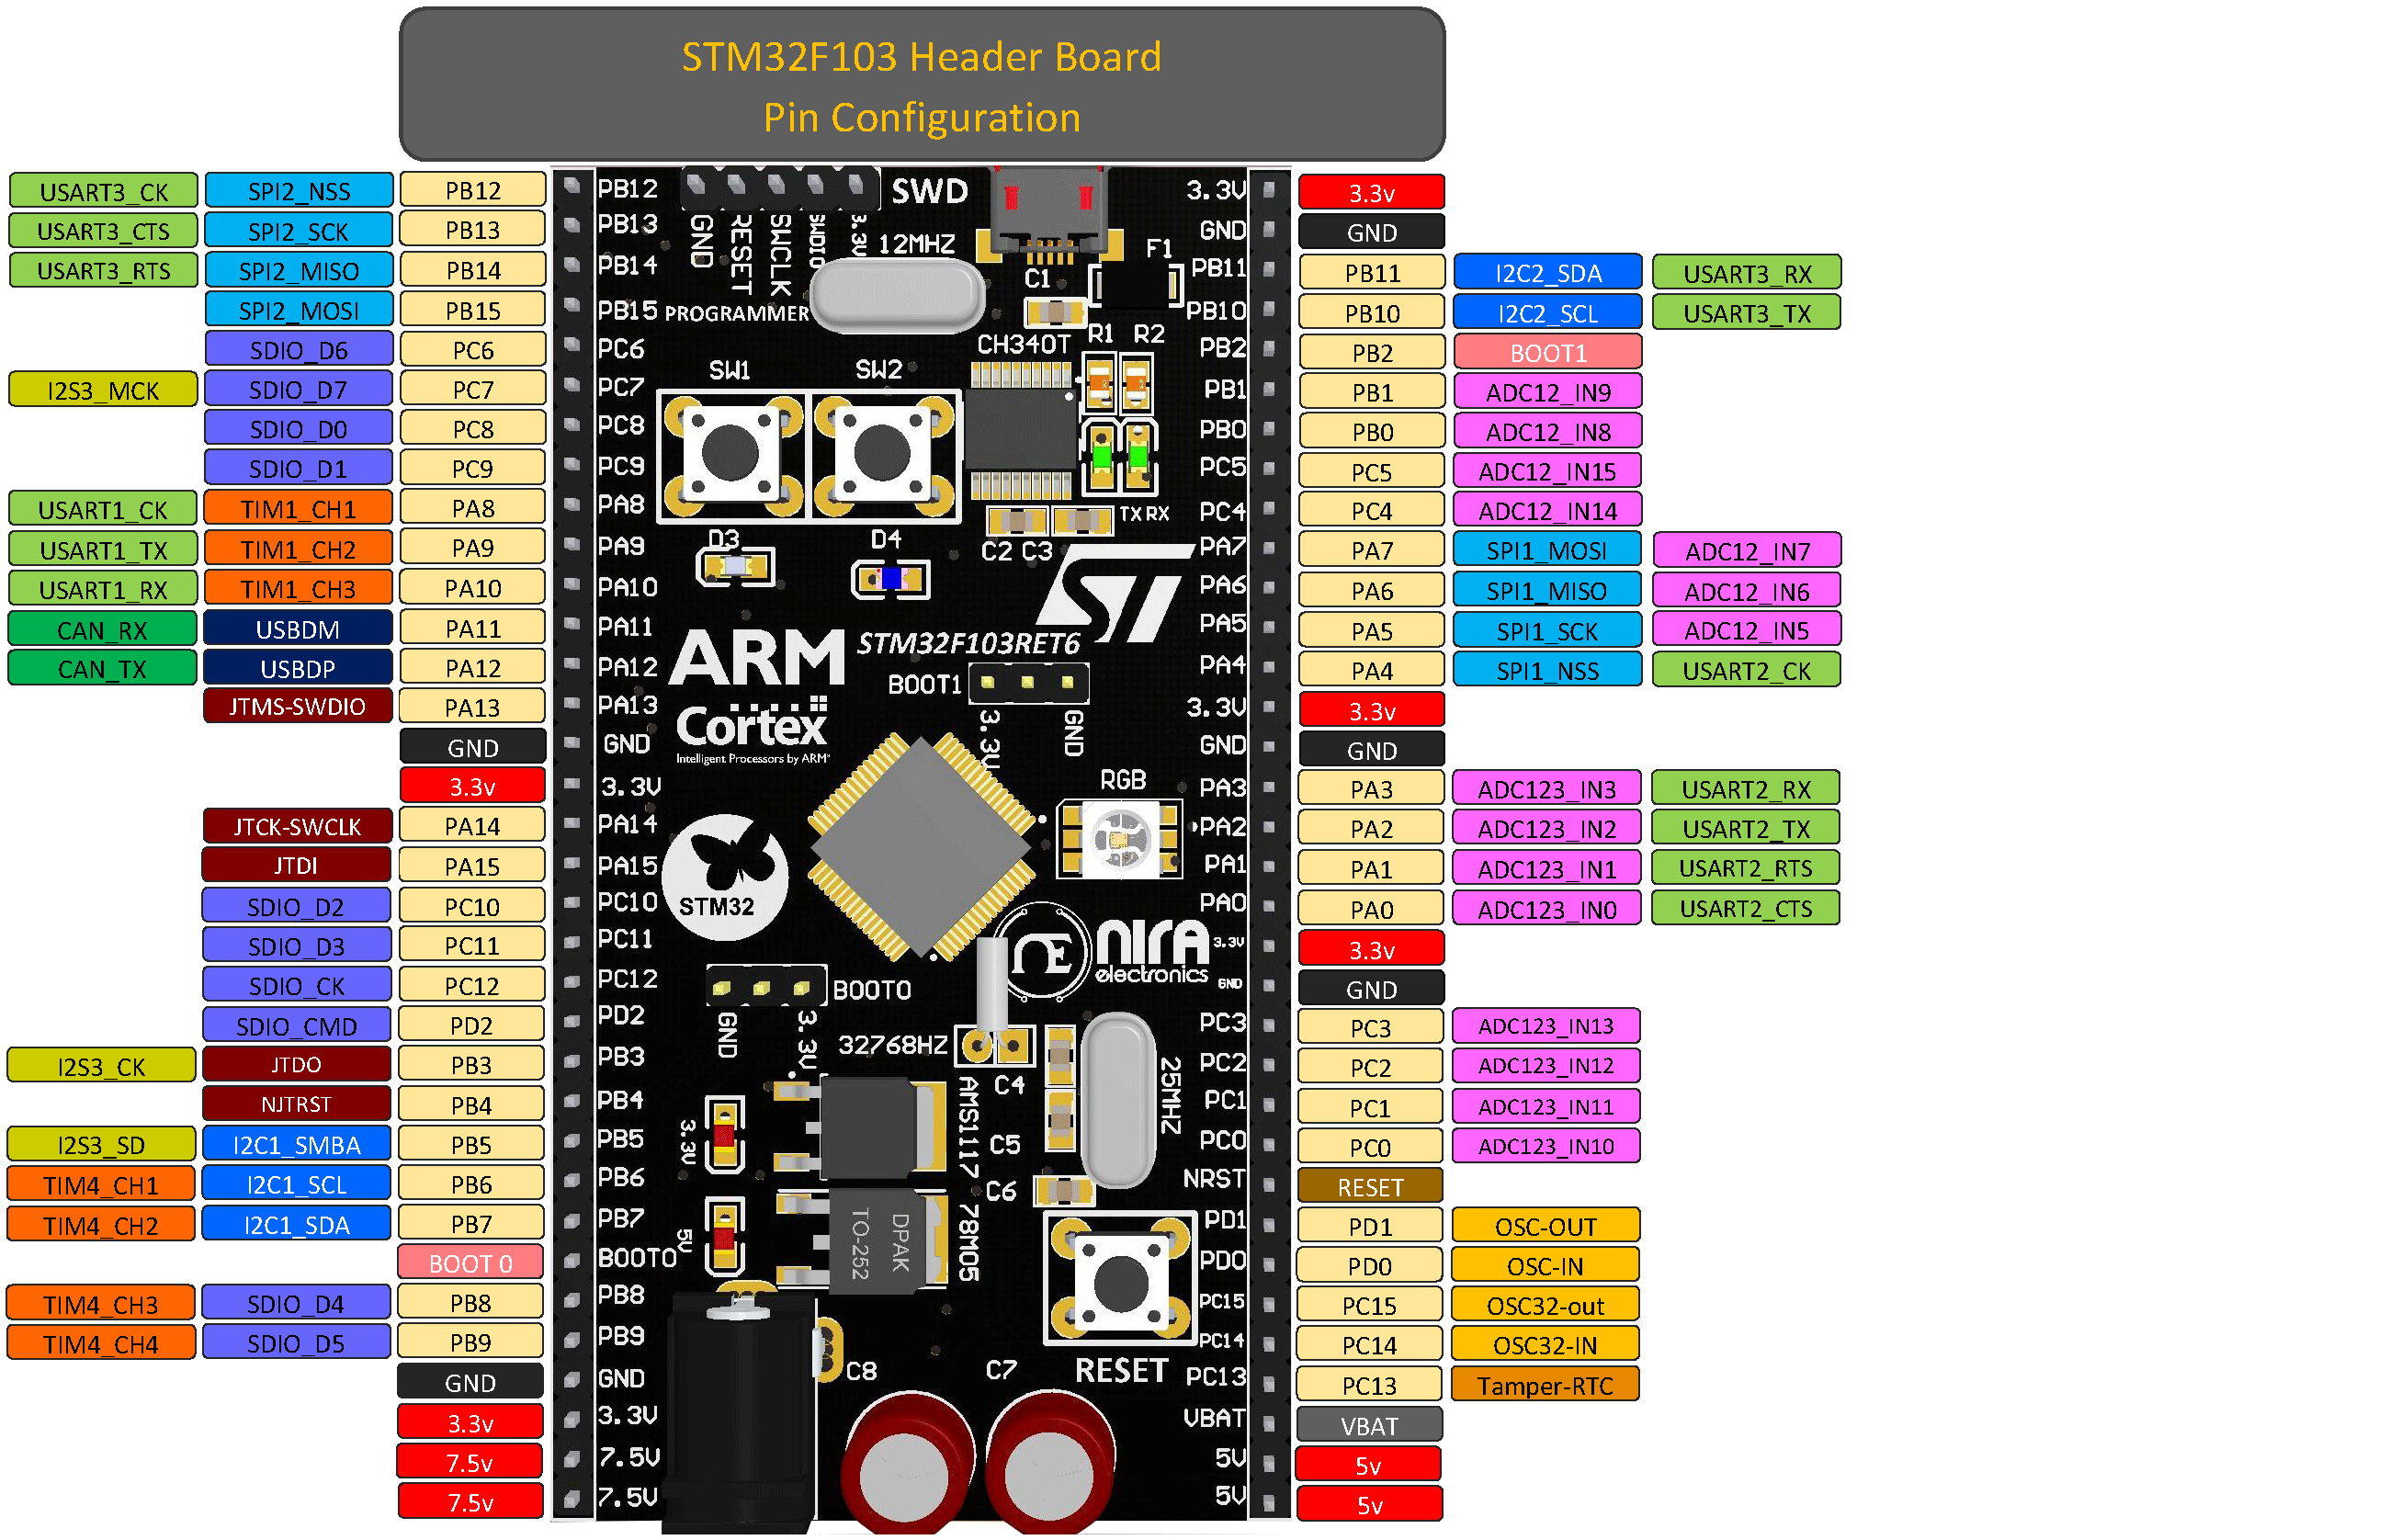 STM32F103 Header Board
Pin Configuration
USART3_CK SPI2_NSS PB12
USART3_CTS SPI2_SCK PB13
USART3_RTS SPI2_MISO PB14
SPI2_MOSI PB15
SDIO_D6 PC6
I2S3_MCK SDIO_D7 PC7
SDIO_D0 PC8
SDIO_D1 PC9
USART1_CK TIM1_CH1 PA8
USART1_TX TIM1_CH2 PA9
USART1_RX TIM1_CH3 PA10
CAN_RX USBDM PA11
CAN_TX USBDP PA12
JTMS-SWDIO PA13
GND
3.3v
JTCK-SWCLK PA14
JTDI PA15
SDIO_D2 PC10
SDIO_D3 PC11
SDIO_CK PC12
SDIO_CMD PD2
I2S3_CK JTDO PB3
NJTRST PB4
I2S3_SD I2C1_SMBA PB5
TIM4_CH1 I2C1_SCL PB6
TIM4_CH2 I2C1_SDA PB7
BOOT 0
TIM4_CH3 SDIO_D4 PB8
TIM4_CH4 SDIO_D5 PB9
GND
3.3v
7.5v
7.5v
PB12
PB13
PB14
PB15
PC6
PC7
PC8
PC9
PA8
PA9
PA10
PA11
PA12
PA13
GND
3.3V
PA14
PA15
PC10
PC11
PC12
PD2
PB3
PB4
PB5
PB6
PB7
BOOT0
PB8
PB9
GND
3.3V
7.5V
7.5V
SWD
GND
RESET
SWCLK
SWDIO
3.3V
PROGRAMMER
12MHZ
F1
C1
R1 R2
CH340T
SW1 SW2
TX RX
C2 C3
D3 D4
ST
ARM
Cortex
Intelligent Processors by ARM®
STM32F103RET6
BOOT1
3.3V
GND
RGB
STM32
nira
electronics
BOOT0
GND
3.3V
32768HZ
C4
25MHZ
AMS1117 78M05
C5
C6
3.3V
5V
DPAK
TO-252
C8
C7
RESET
3.3V
GND
PB11
PB10
PB2
PB1
PB0
PC5
PC4
PA7
PA6
PA5
PA4
3.3V
GND
PA3
PA2
PA1
PA0
3.3V
GND
PC3
PC2
PC1
PC0
NRST
PD1
PD0
PC15
PC14
PC13
VBAT
5V
5V
3.3v
GND
PB11 I2C2_SDA USART3_RX
PB10 I2C2_SCL USART3_TX
PB2 BOOT1
PB1 ADC12_IN9
PB0 ADC12_IN8
PC5 ADC12_IN15
PC4 ADC12_IN14
PA7 SPI1_MOSI ADC12_IN7
PA6 SPI1_MISO ADC12_IN6
PA5 SPI1_SCK ADC12_IN5
PA4 SPI1_NSS USART2_CK
3.3v
GND
PA3 ADC123_IN3 USART2_RX
PA2 ADC123_IN2 USART2_TX
PA1 ADC123_IN1 USART2_RTS
PA0 ADC123_IN0 USART2_CTS
3.3v
GND
PC3 ADC123_IN13
PC2 ADC123_IN12
PC1 ADC123_IN11
PC0 ADC123_IN10
RESET
PD1 OSC-OUT
PD0 OSC-IN
PC15 OSC32-out
PC14 OSC32-IN
PC13 Tamper-RTC
VBAT
5v
5v